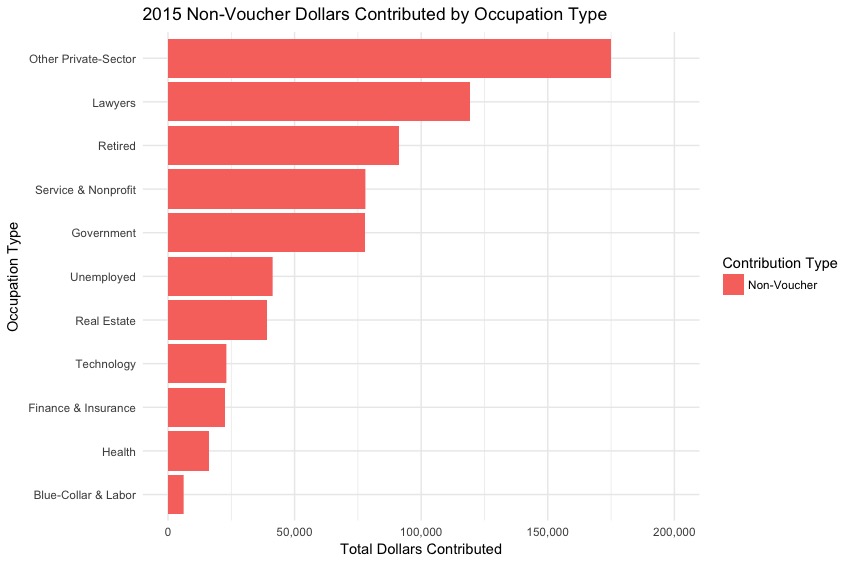 2015 Non-Voucher Dollars Contributed by Occupation Type
Occupation Type
Other Private-Sector
Lawyers
Retired
Service & Nonprofit
Government
Unemployed
Real Estate
Technology
Finance & Insurance
Health
Blue-Collar & Labor
0 50,000 100,000 150,000 200,000
Total Dollars Contributed
Contribution Type
Non-Voucher